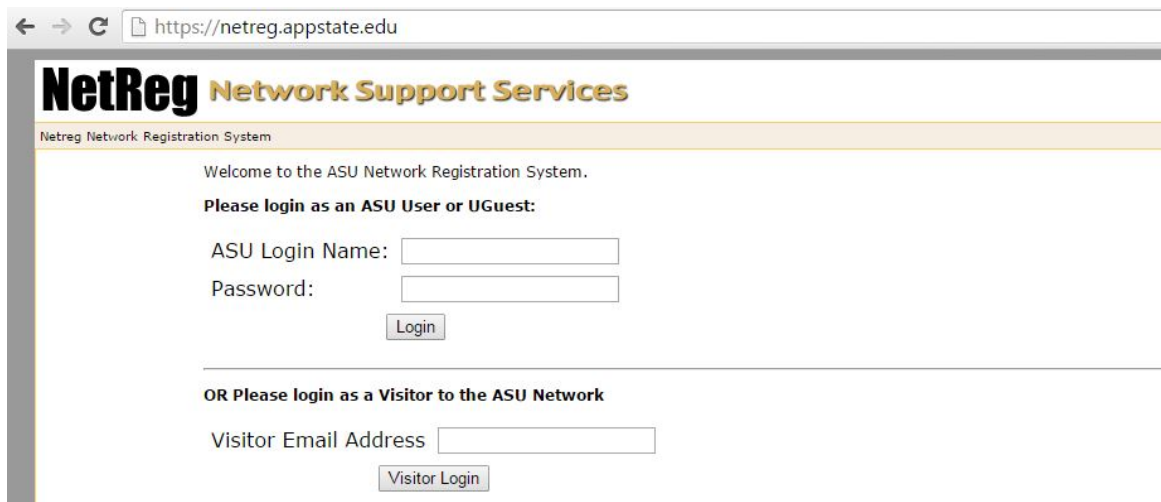 https://netreg.appstate.edu
NetReg Network Support Services
Netreg Network Registration System
Welcome to the ASU Network Registration System.
Please login as an ASU User or UGuest:
ASU Login Name:
Password:
Login
OR Please login as a Visitor to the ASU Network
Visitor Email Address
Visitor Login